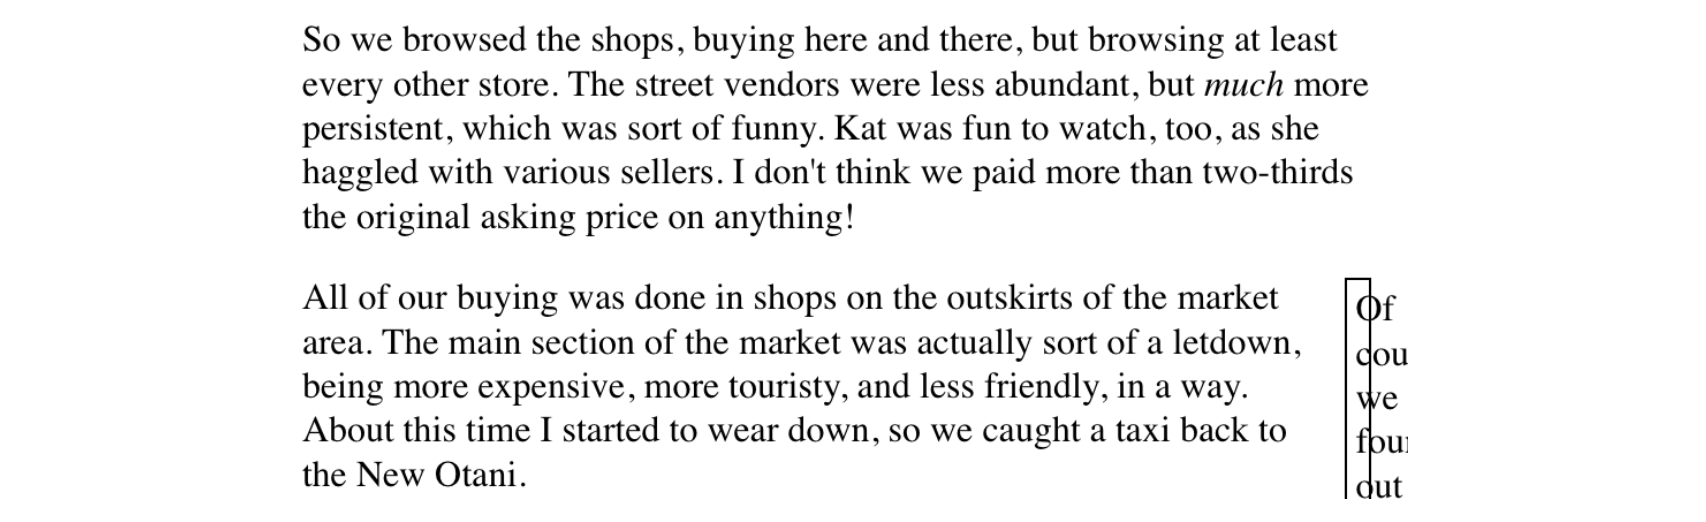 So we browsed the shops, buying here and there, but browsing at least
every other store. The street vendors were less abundant, but much more
persistent, which was sort of funny. Kat was fun to watch, too, as she
haggled with various sellers. I don't think we paid more than two-thirds
the original asking price on anything!
All of our buying was done in shops on the outskirts of the market
area. The main section of the market was actually sort of a letdown,
being more expensive, more touristy, and less friendly, in a way.
About this time I started to wear down, so we caught a taxi back to
the New Otani.
Of
cou
we
fou
out